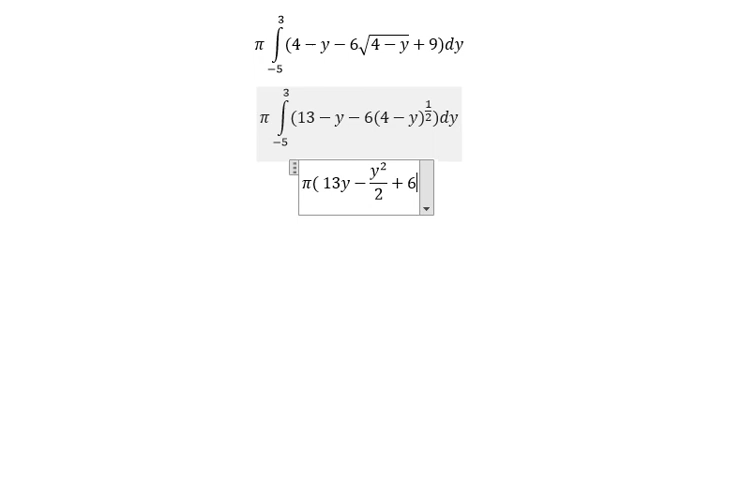 π ∫_{-5}^{3} (4 − y − 6√(4 − y) + 9)dy
π ∫_{-5}^{3} (13 − y − 6(4 − y)^{1/2})dy
π( 13y − y²/2 + 6